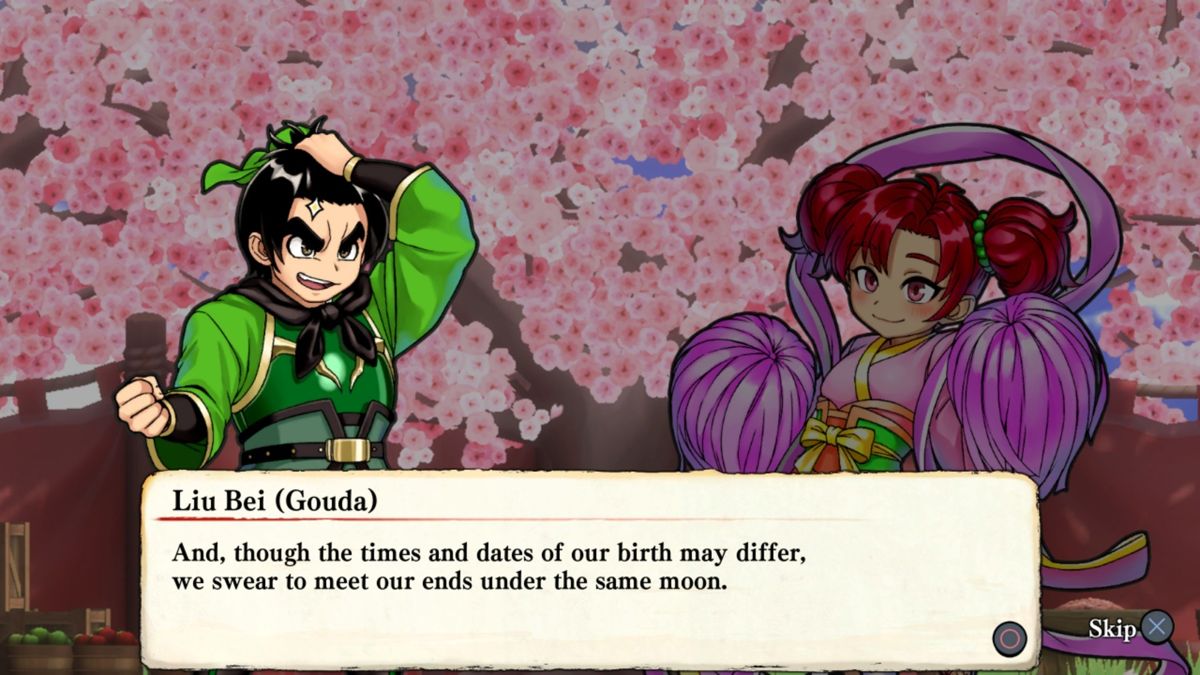 Liu Bei (Gouda)
And, though the times and dates of our birth may differ,
we swear to meet our ends under the same moon.
Skip